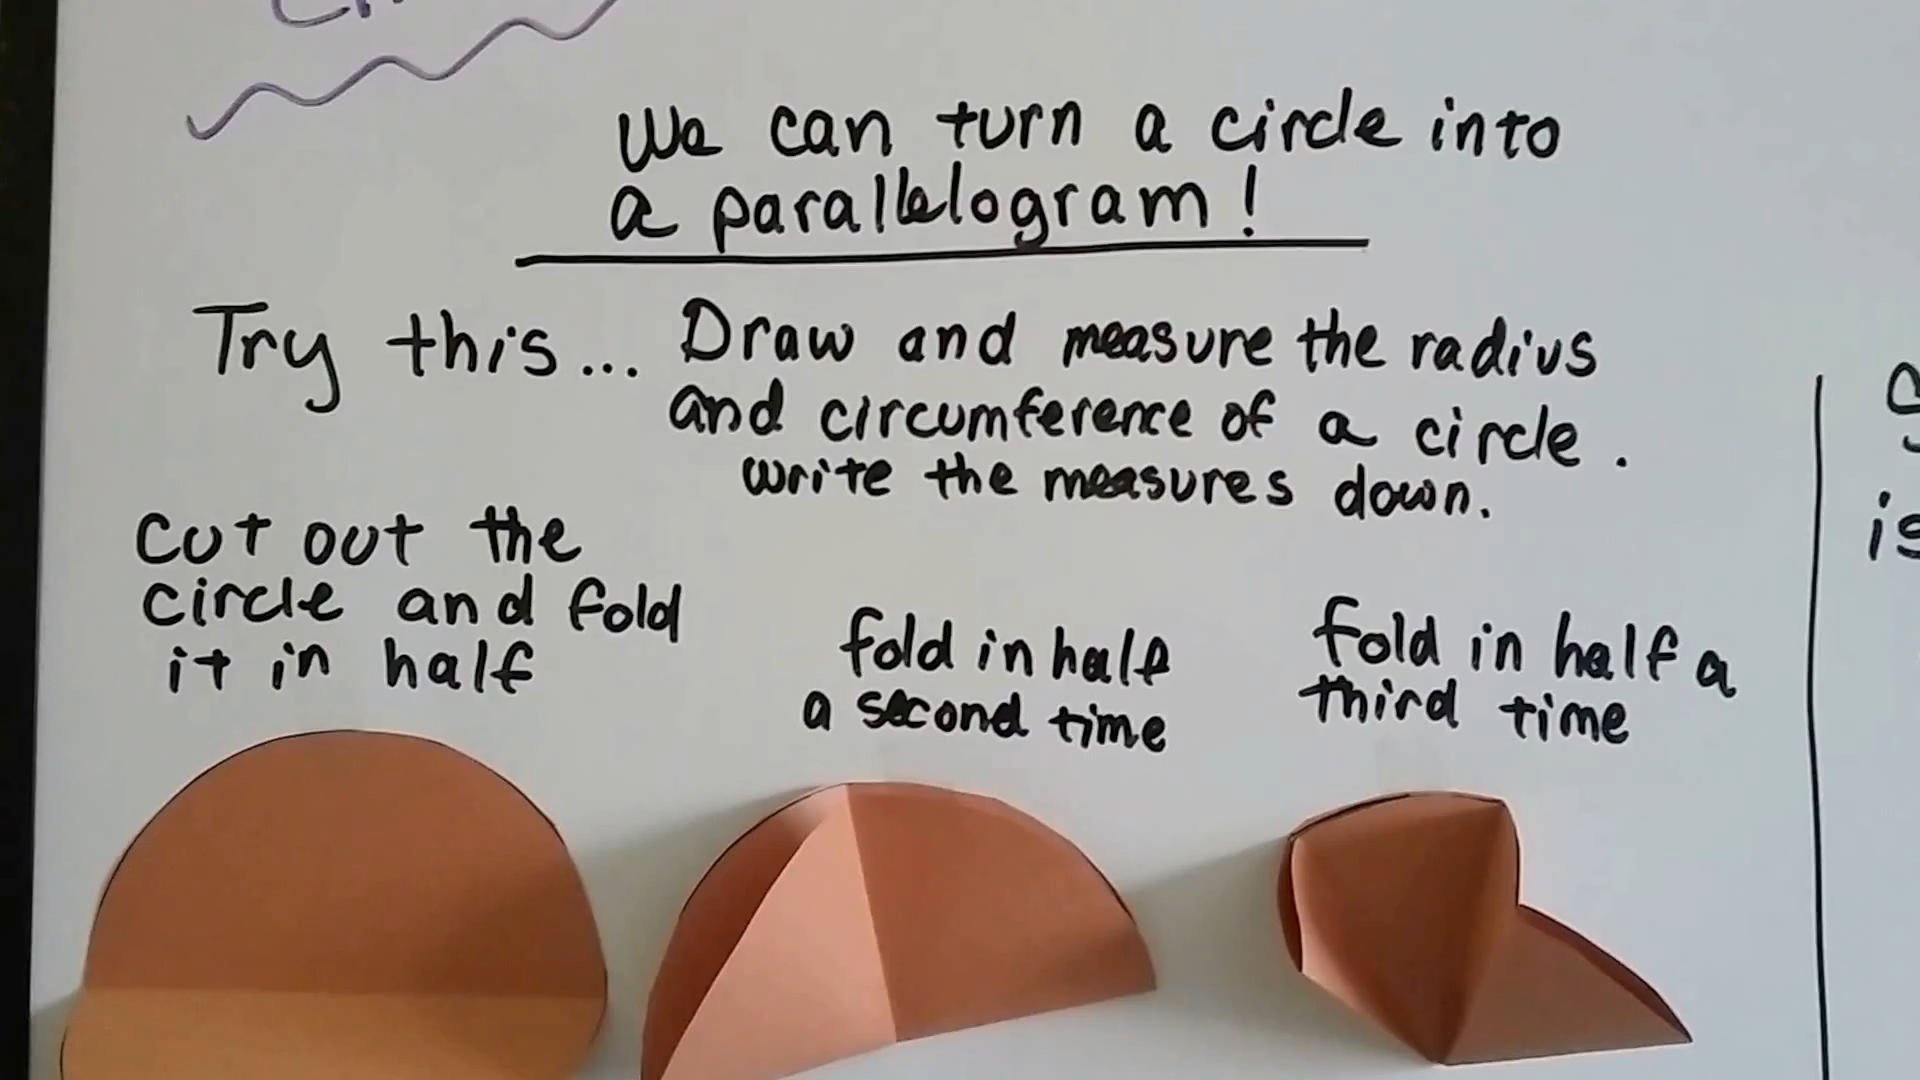 We can turn a circle into
a parallelogram!
Try this... Draw and measure the radius
and circumference of a circle.
write the measures down.
cut out the
circle and fold
it in half
fold in half
a second time
fold in half a
third time
is